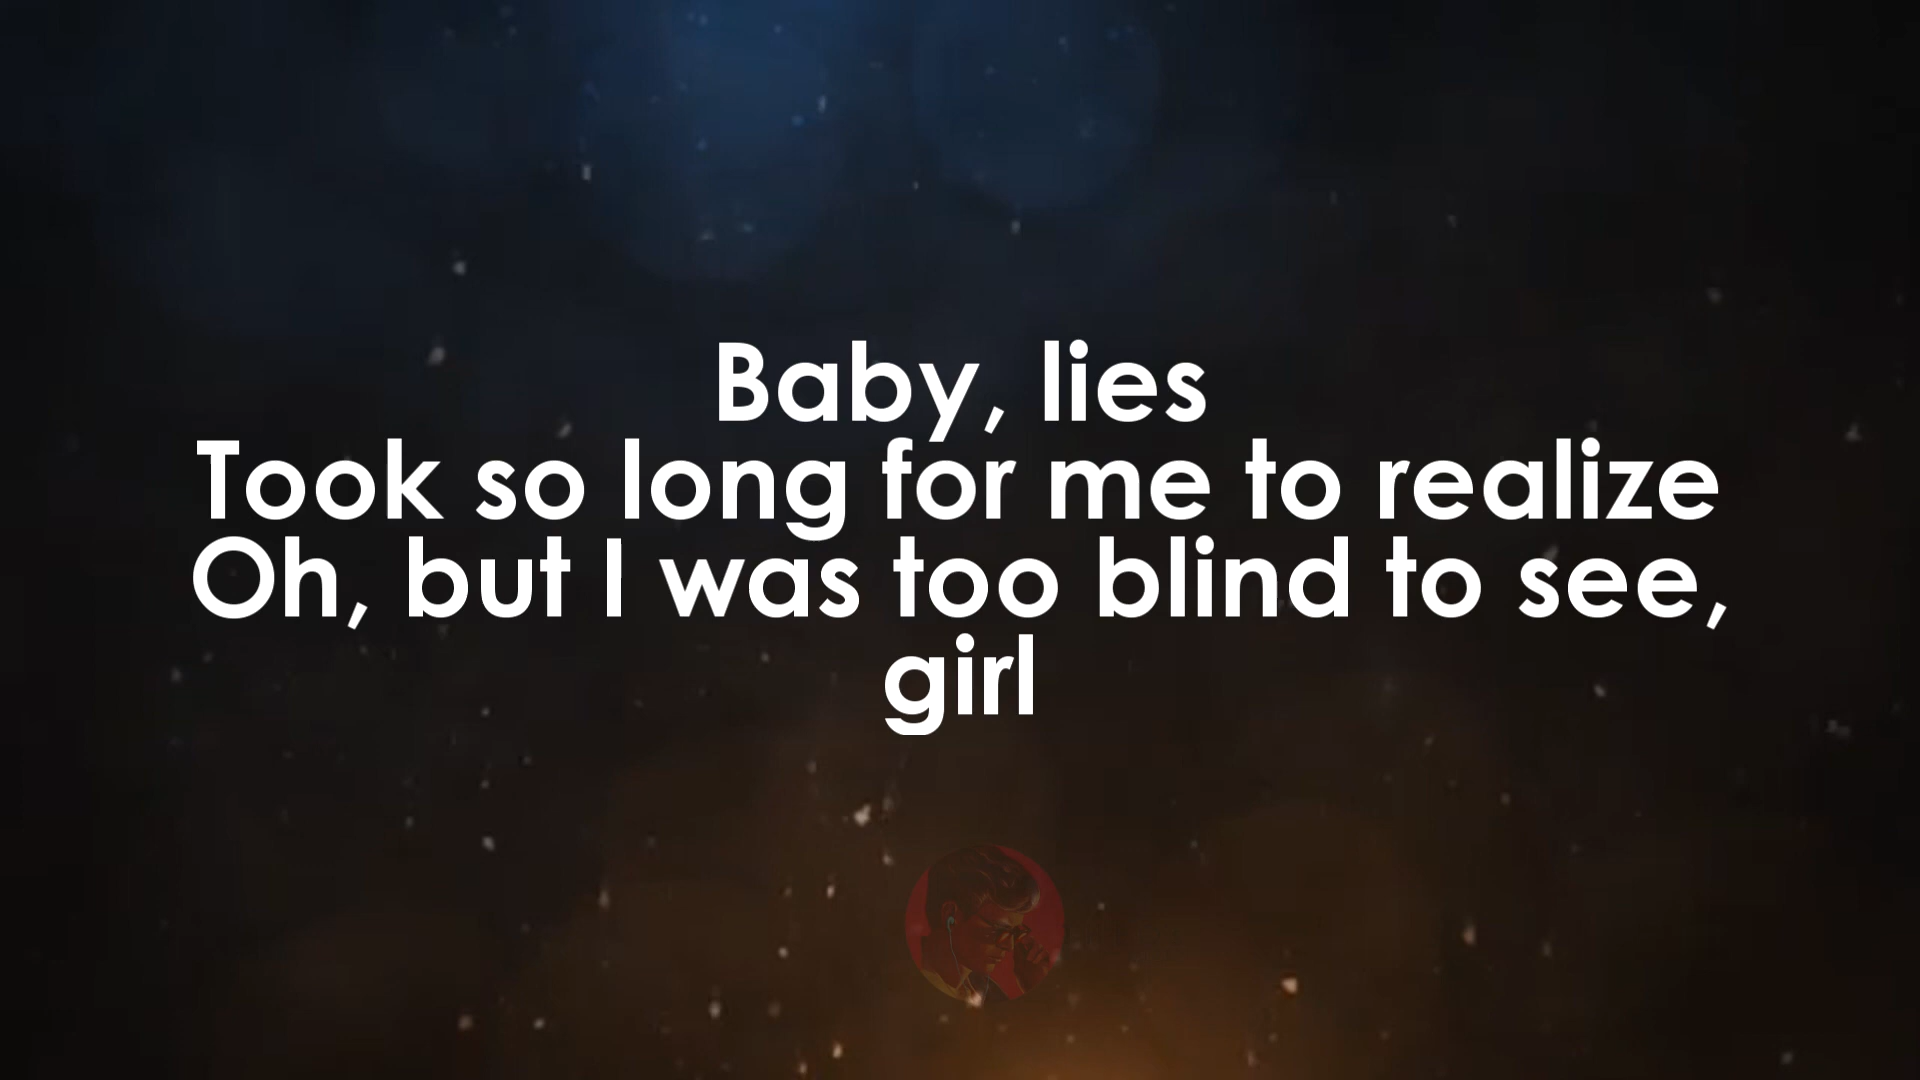 Baby, lies
Took so long for me to realize
Oh, but I was too blind to see,
girl